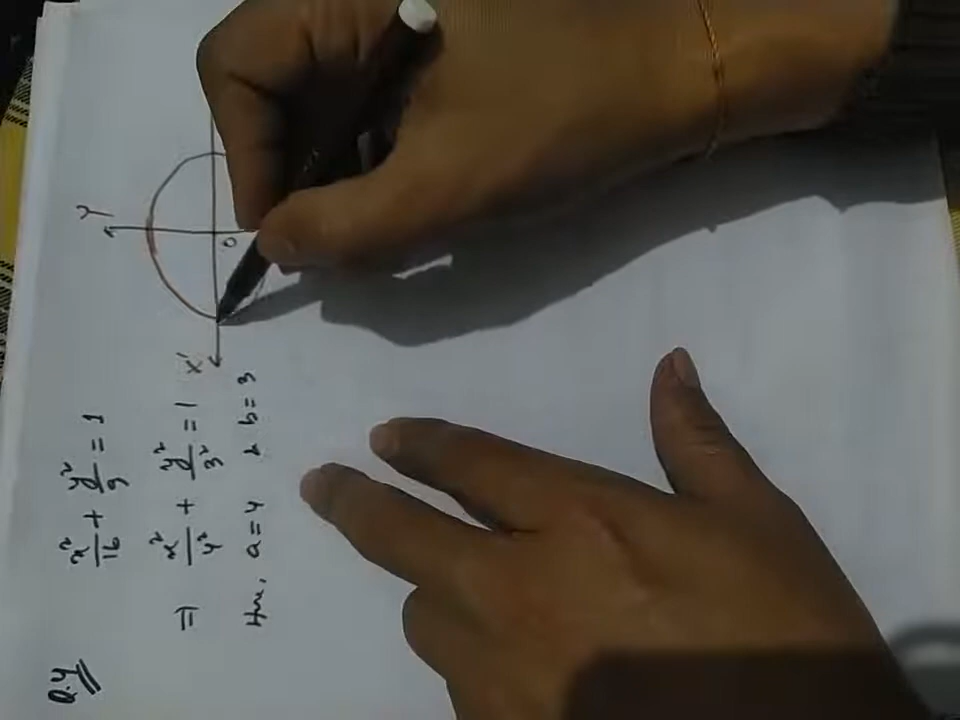 Q.4
x²/16 + y²/9 = 1
⇒ x²/4² + y²/3² = 1
Here, a = 4 & b = 3
Y
X'
O